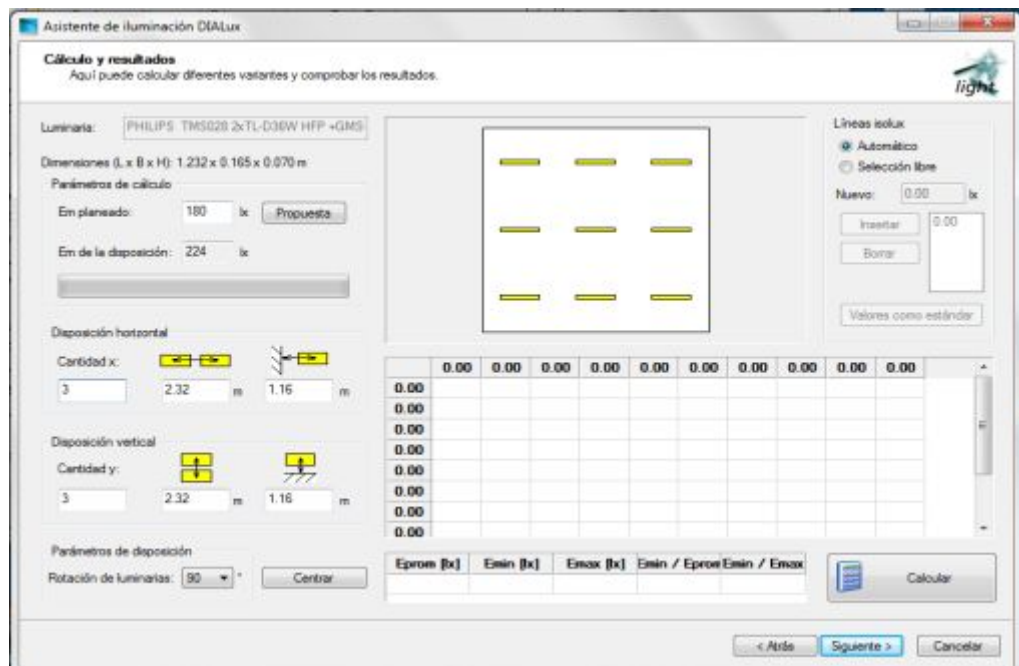 Asistente de iluminación DIALux
Cálculo y resultados
Aquí puede calcular diferentes variantes y comprobar los resultados.
light
Luminaria: PHILIPS TMS028 2xTL-D36W HFP +GMS
Dimensiones (L x B x H): 1.232 x 0.165 x 0.070 m
Parámetros de cálculo
Em planeado: 180 lx Propuesta
Em de la disposición: 224 lx
Disposición horizontal
Cantidad x:
3 2.32 m 1.16 m
Disposición vertical
Cantidad y:
3 2.32 m 1.16 m
Parámetros de disposición
Rotación de luminarias: 90 ° Centrar
Líneas isolux
Automático
Selección libre
Nuevo: 0.00 lx
Insertar 0.00
Borrar
Valores como estándar
0.00 0.00 0.00 0.00 0.00 0.00 0.00 0.00 0.00 0.00
0.00
0.00
0.00
0.00
0.00
0.00
0.00
0.00
Eprom [lx] Emin [lx] Emax [lx] Emin / Eprom Emin / Emax
Calcular
< Atrás Siguiente > Cancelar